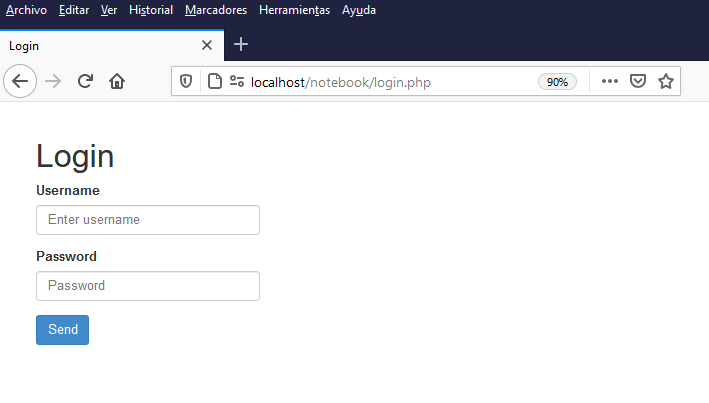 Archivo Editar Ver Historial Marcadores Herramientas Ayuda
Login
localhost/notebook/login.php 90%
Login
Username
Enter username
Password
Password
Send